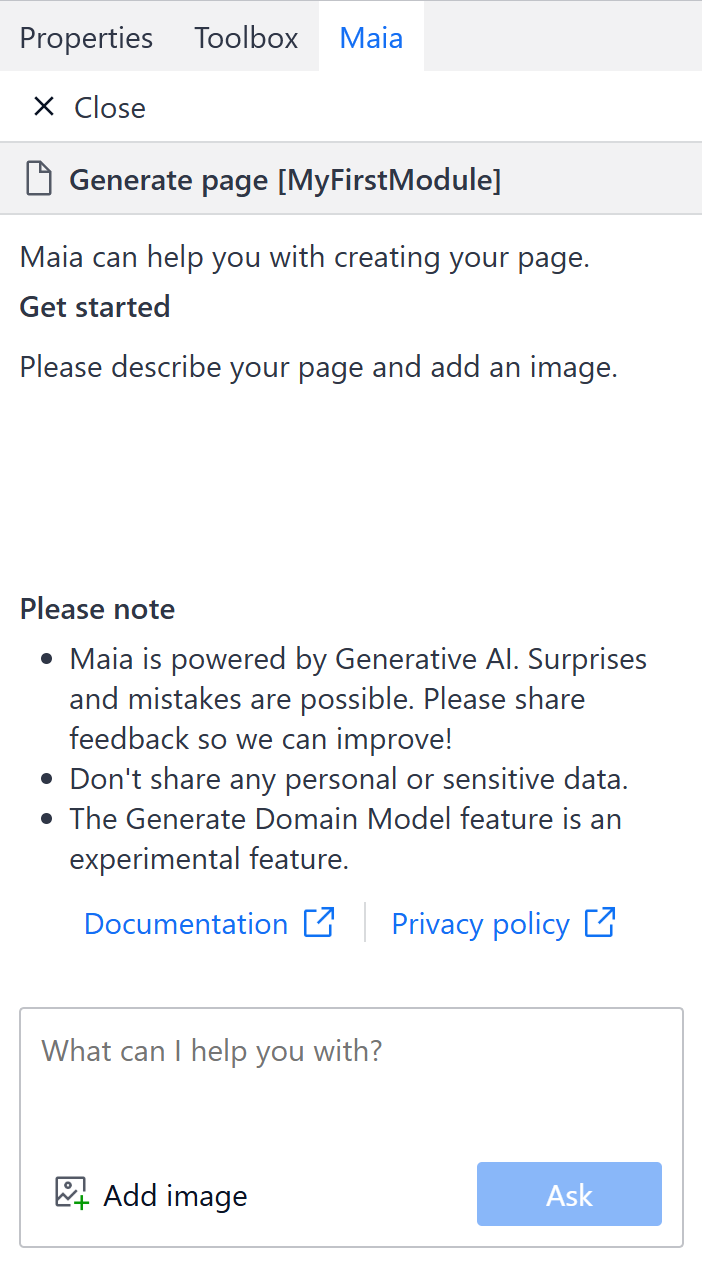 Properties Toolbox Maia
Close
Generate page [MyFirstModule]
Maia can help you with creating your page.
Get started
Please describe your page and add an image.
Please note
Maia is powered by Generative AI. Surprises
and mistakes are possible. Please share
feedback so we can improve!
Don't share any personal or sensitive data.
The Generate Domain Model feature is an
experimental feature.
Documentation Privacy policy
What can I help you with?
Add image Ask